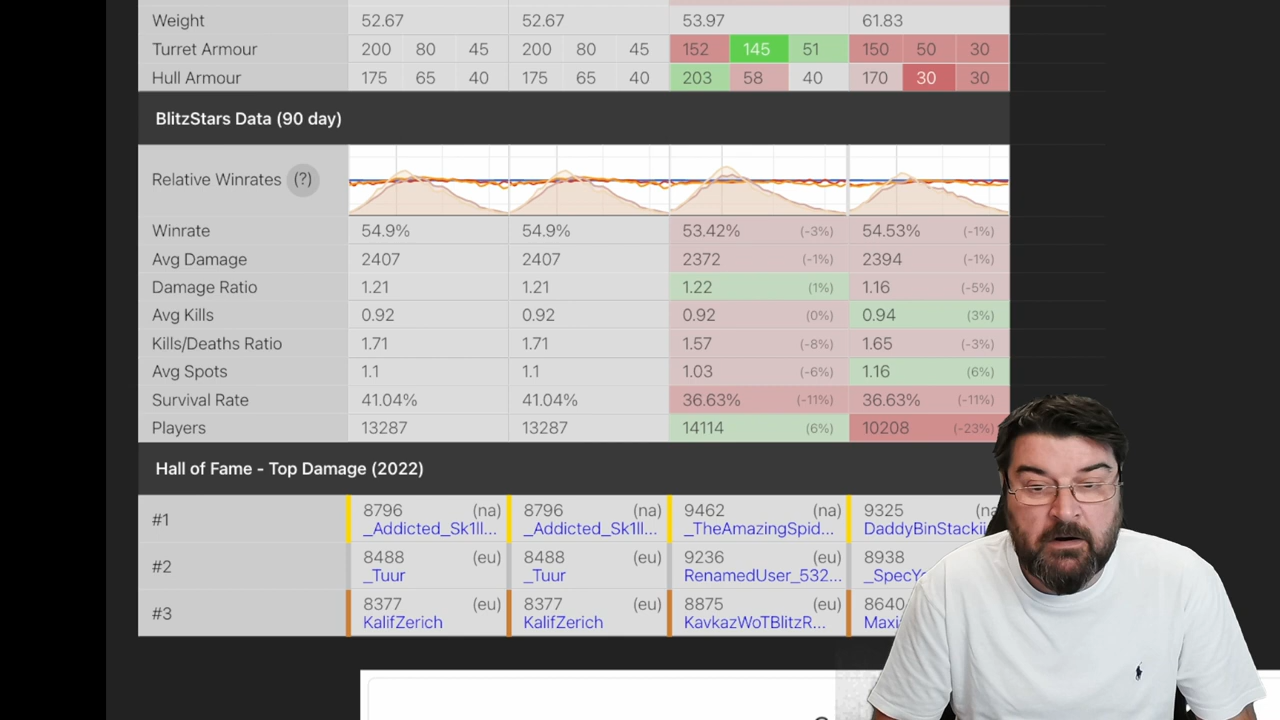 Weight 52.67 52.67 53.97 61.83
Turret Armour 200 80 45 200 80 45 152 145 51 150 50 30
Hull Armour 175 65 40 175 65 40 203 58 40 170 30 30
BlitzStars Data (90 day)
Relative Winrates (?)
Winrate 54.9% 54.9% 53.42% (-3%) 54.53% (-1%)
Avg Damage 2407 2407 2372 (-1%) 2394 (-1%)
Damage Ratio 1.21 1.21 1.22 (1%) 1.16 (-5%)
Avg Kills 0.92 0.92 0.92 (0%) 0.94 (3%)
Kills/Deaths Ratio 1.71 1.71 1.57 (-8%) 1.65 (-3%)
Avg Spots 1.1 1.1 1.03 (-6%) 1.16 (6%)
Survival Rate 41.04% 41.04% 36.63% (-11%) 36.63% (-11%)
Players 13287 13287 14114 (6%) 10208 (-23%)
Hall of Fame - Top Damage (2022)
#1 8796 (na) 8796 (na) 9462 (na) 9325 (na
_Addicted_Sk1ll... _Addicted_Sk1ll... _TheAmazingSpid... DaddyBinStackii
#2 8488 (eu) 8488 (eu) 9236 (eu) 8938
_Tuur _Tuur RenamedUser_532... _SpecYo
#3 8377 (eu) 8377 (eu) 8875 (eu) 8640
KalifZerich KalifZerich KavkazWoTBlitzR... Maxi